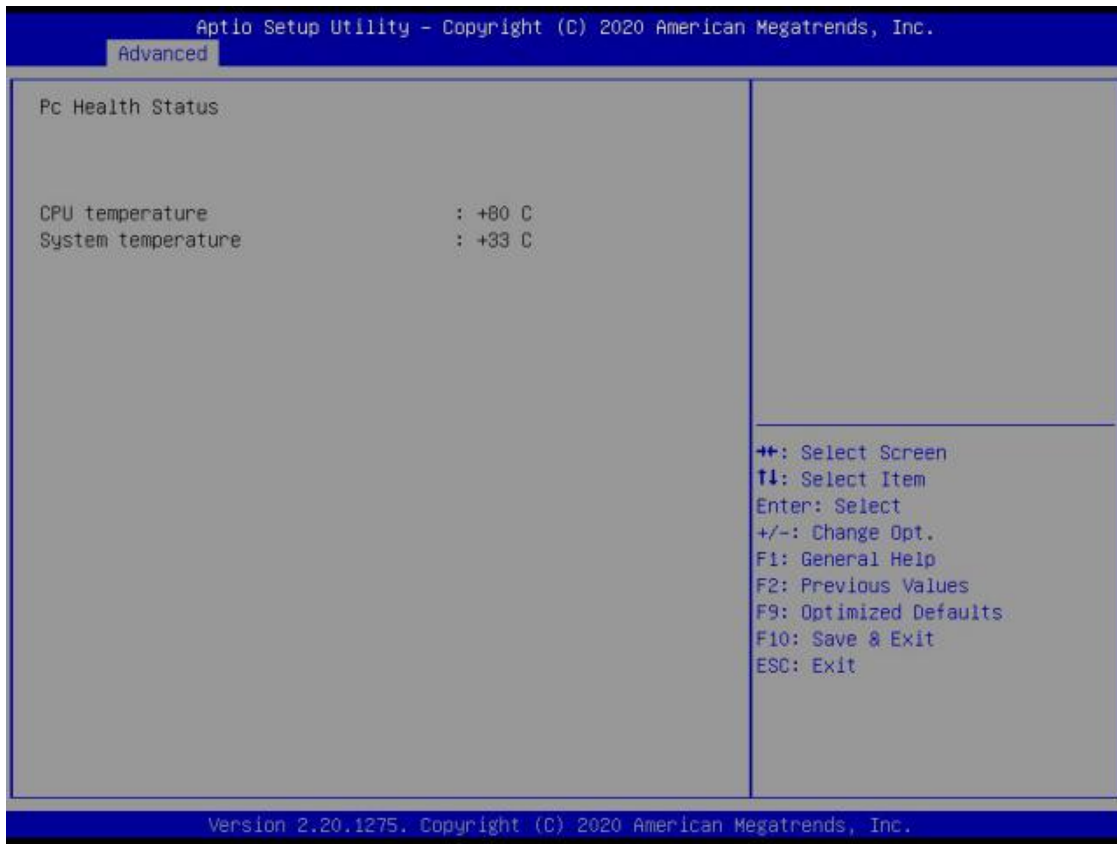 Aptio Setup Utility – Copyright (C) 2020 American Megatrends, Inc.
Advanced
Pc Health Status
CPU temperature : +80 C
System temperature : +33 C
→←: Select Screen
↑↓: Select Item
Enter: Select
+/-: Change Opt.
F1: General Help
F2: Previous Values
F9: Optimized Defaults
F10: Save & Exit
ESC: Exit
Version 2.20.1275. Copyright (C) 2020 American Megatrends, Inc.